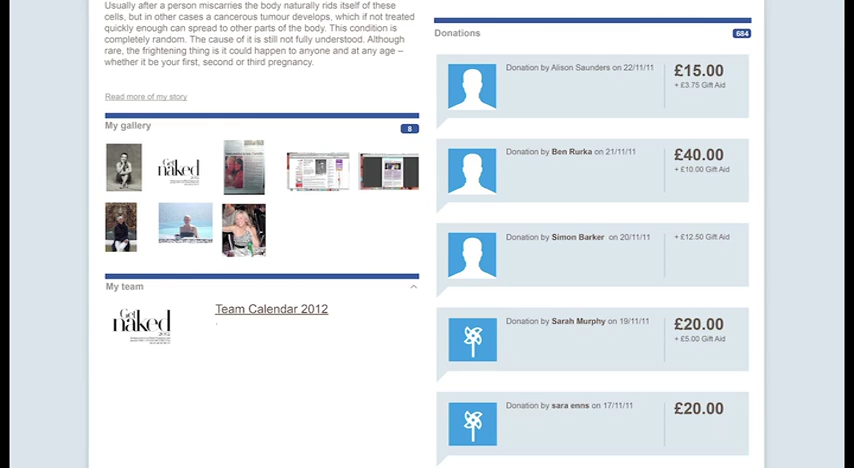 Usually after a person miscarries the body naturally rids itself of these
cells, but in other cases a cancerous tumour develops, which if not treated
quickly enough can spread to other parts of the body. This condition is
completely random. The cause of it is still not fully understood. Although
rare, the frightening thing is it could happen to anyone and at any age –
whether it be your first, second or third pregnancy.
Read more of my story
My gallery
8
Get
naked
My team
Get
naked
2012
Team Calendar 2012
.
Donations
684
Donation by Alison Saunders on 22/11/11
£15.00
+ £3.75 Gift Aid
Donation by Ben Rurka on 21/11/11
£40.00
+ £10.00 Gift Aid
Donation by Simon Barker on 20/11/11
+ £12.50 Gift Aid
Donation by Sarah Murphy on 19/11/11
£20.00
+ £5.00 Gift Aid
Donation by sara enns on 17/11/11
£20.00